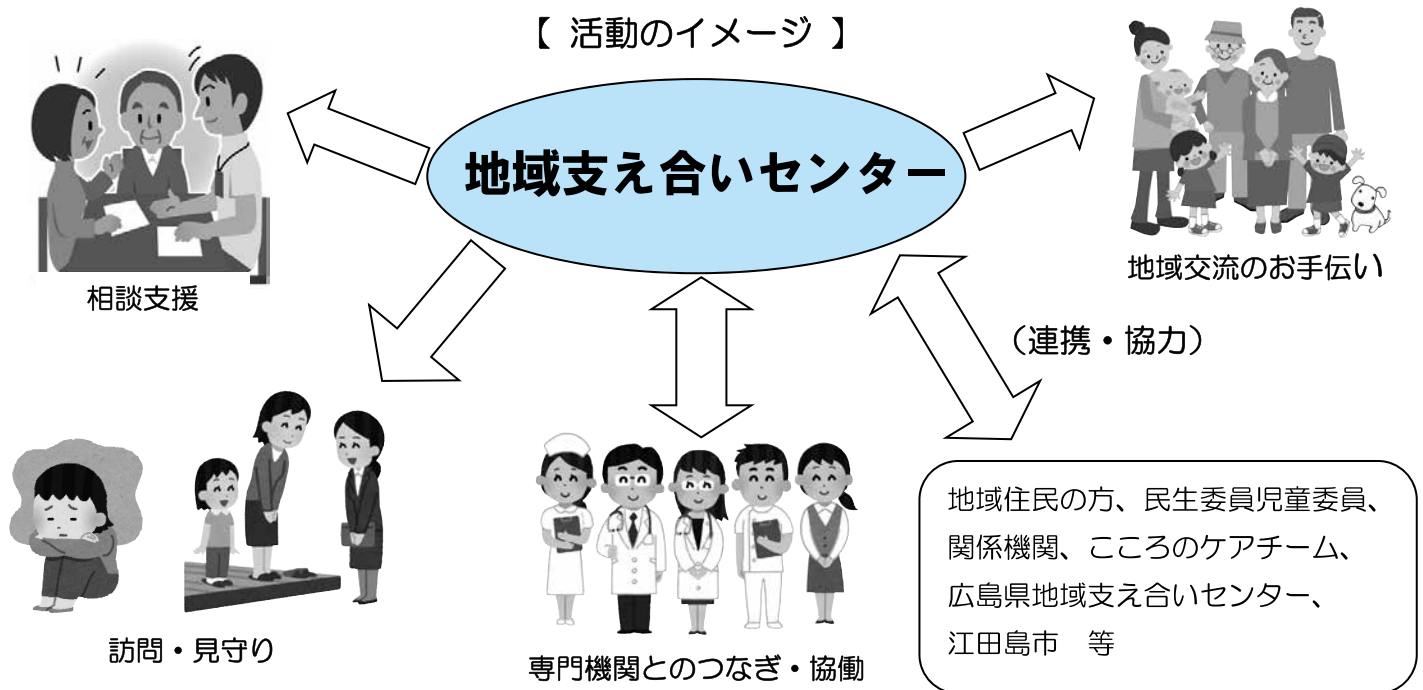 【 活動のイメージ 】
地域支え合いセンター
相談支援
地域交流のお手伝い
（連携・協力）
訪問・見守り
専門機関とのつなぎ・協働
地域住民の方、民生委員児童委員、
関係機関、こころのケアチーム、
広島県地域支え合いセンター、
江田島市　等